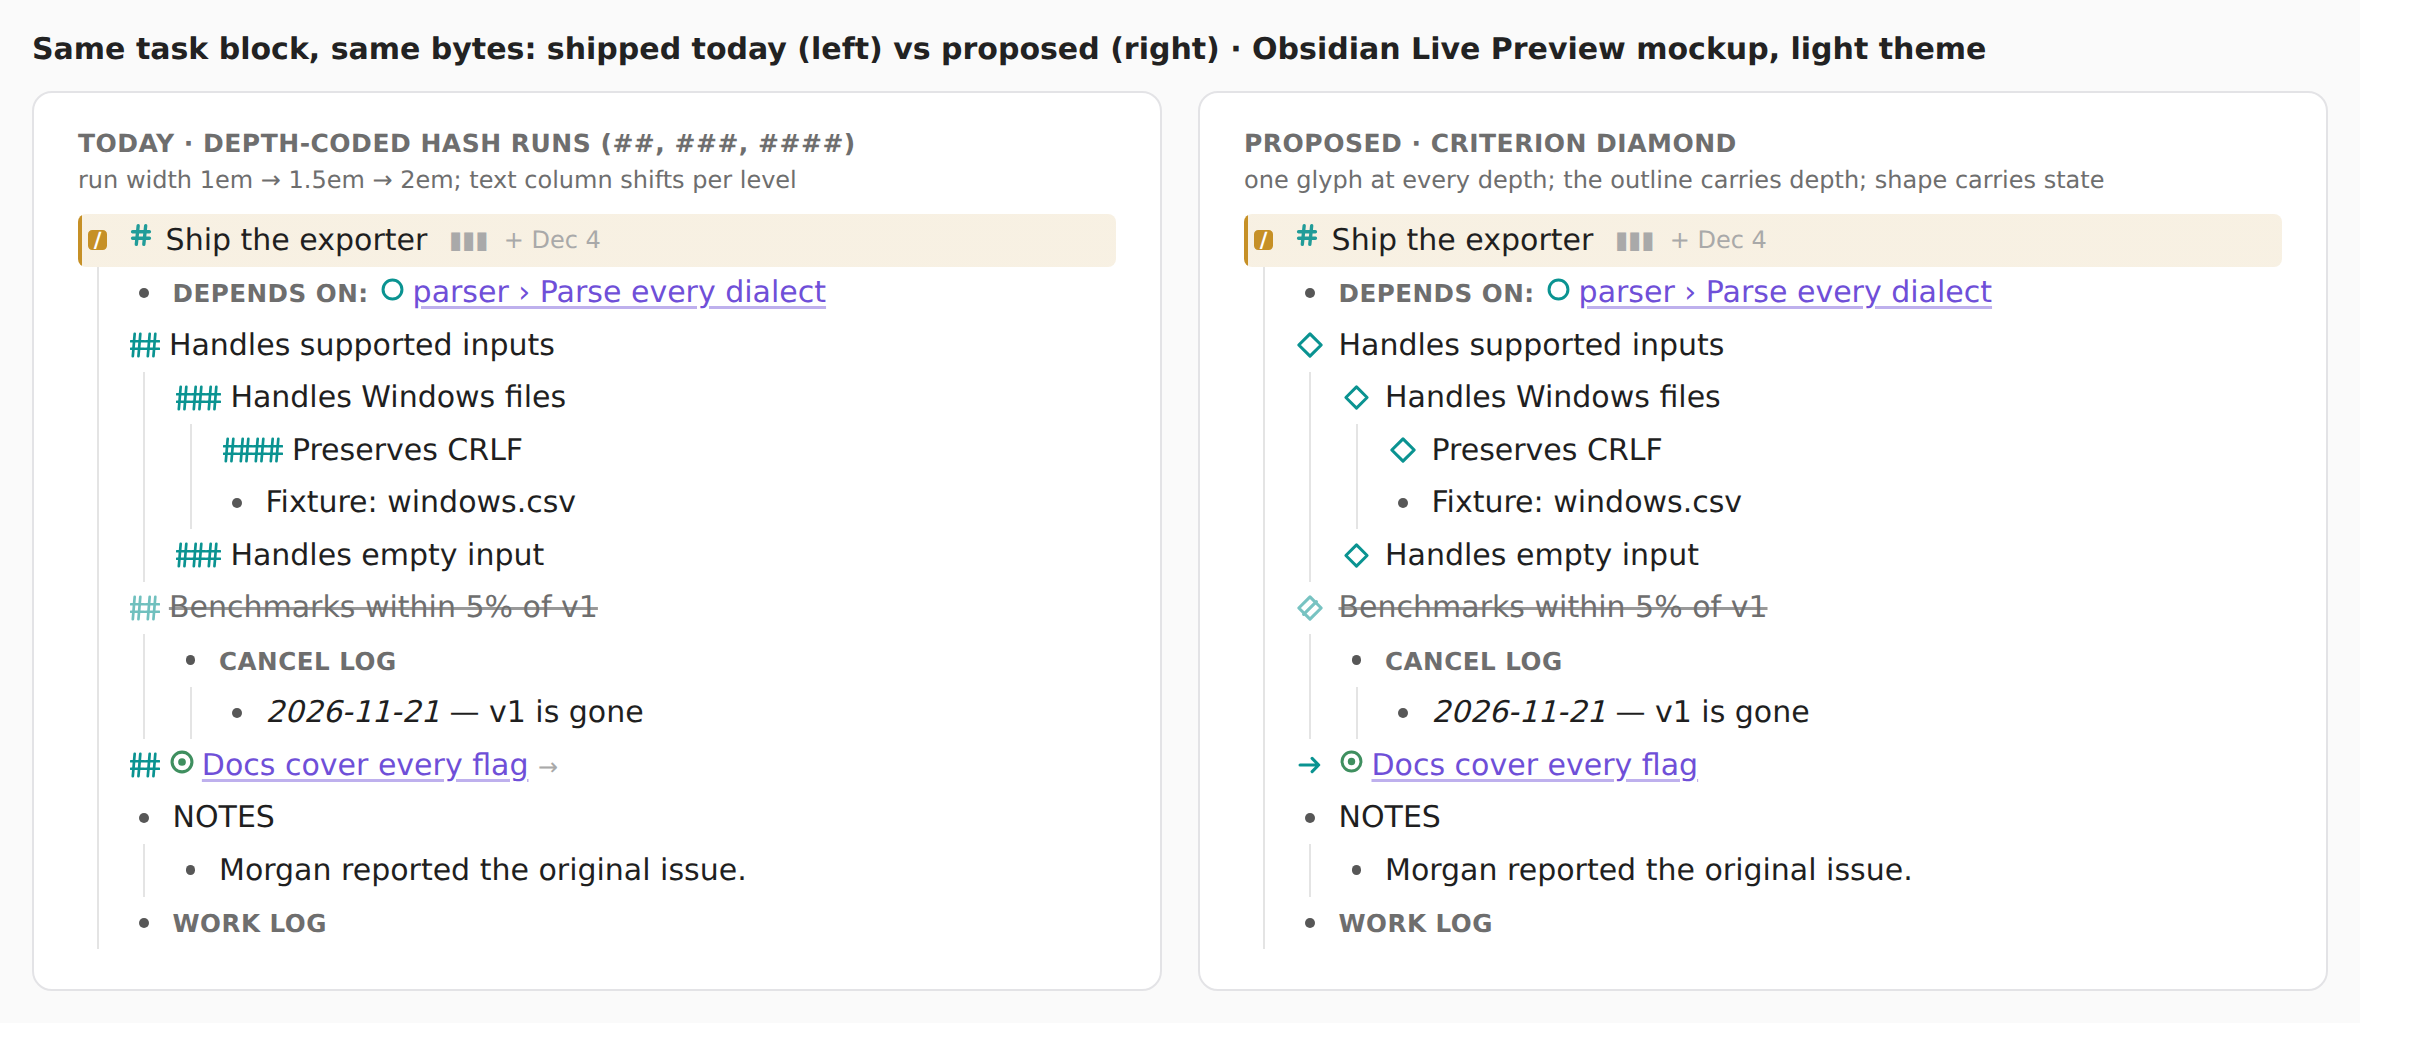 Same task block, same bytes: shipped today (left) vs proposed (right) · Obsidian Live Preview mockup, light theme
TODAY · DEPTH-CODED HASH RUNS (##, ###, ####)
run width 1em → 1.5em → 2em; text column shifts per level
# Ship the exporter ▮▮▮ + Dec 4
• DEPENDS ON: parser › Parse every dialect
## Handles supported inputs
### Handles Windows files
#### Preserves CRLF
• Fixture: windows.csv
### Handles empty input
## Benchmarks within 5% of v1
• CANCEL LOG
• 2026-11-21 — v1 is gone
## Docs cover every flag →
• NOTES
• Morgan reported the original issue.
• WORK LOG
PROPOSED · CRITERION DIAMOND
one glyph at every depth; the outline carries depth; shape carries state
# Ship the exporter ▮▮▮ + Dec 4
• DEPENDS ON: parser › Parse every dialect
◇ Handles supported inputs
◇ Handles Windows files
◇ Preserves CRLF
• Fixture: windows.csv
◇ Handles empty input
Benchmarks within 5% of v1
• CANCEL LOG
• 2026-11-21 — v1 is gone
→ Docs cover every flag
• NOTES
• Morgan reported the original issue.
• WORK LOG